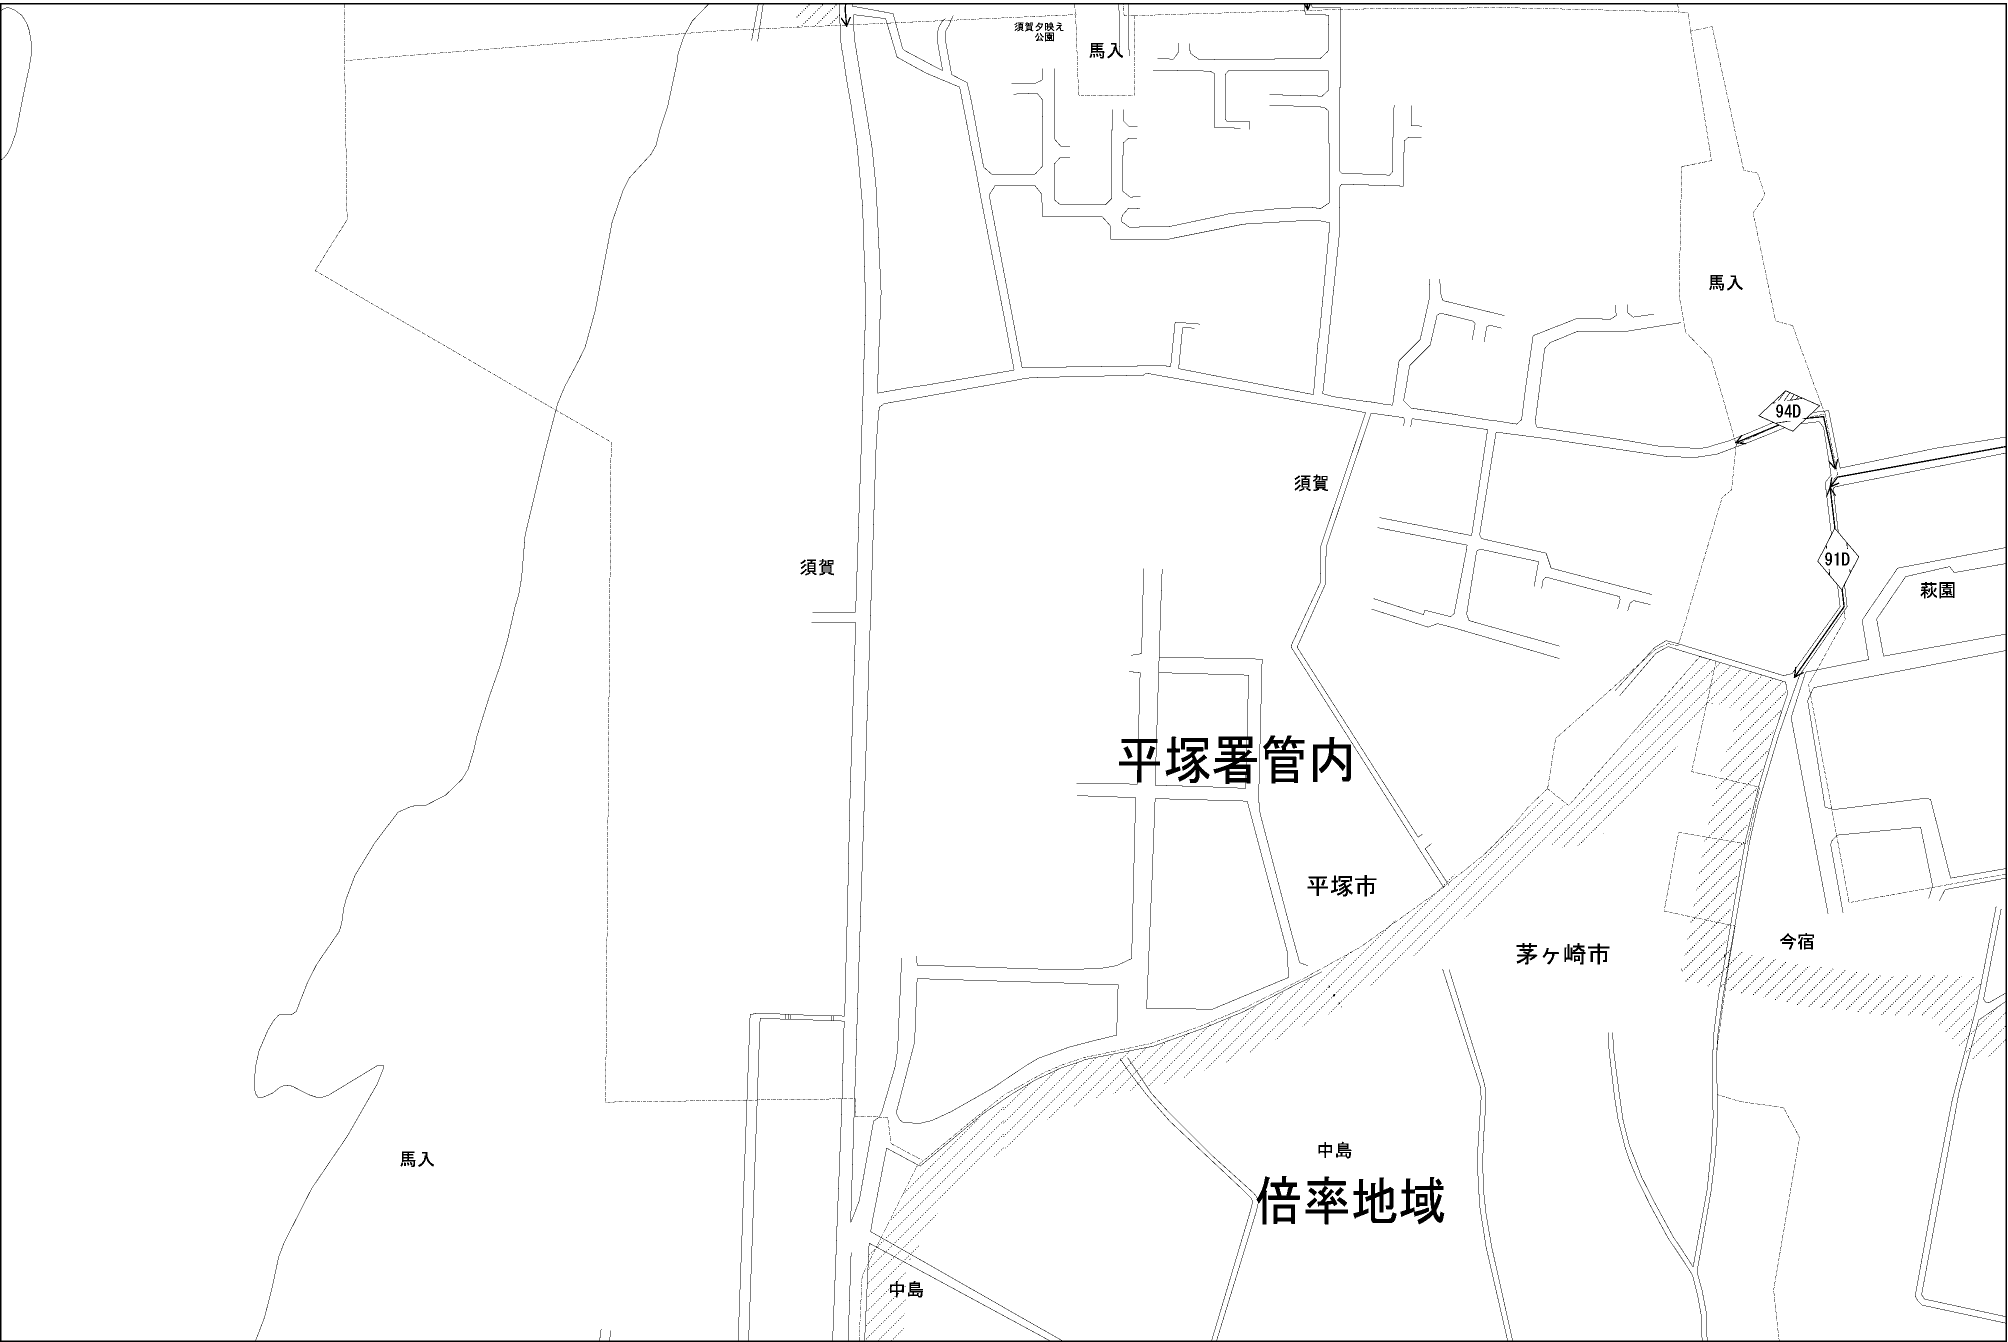 須賀夕映え
公園
馬入
馬入
94D
須賀
須賀
91D
萩園
平塚署管内
平塚市
茅ヶ崎市
今宿
中島
馬入
倍率地域
中島